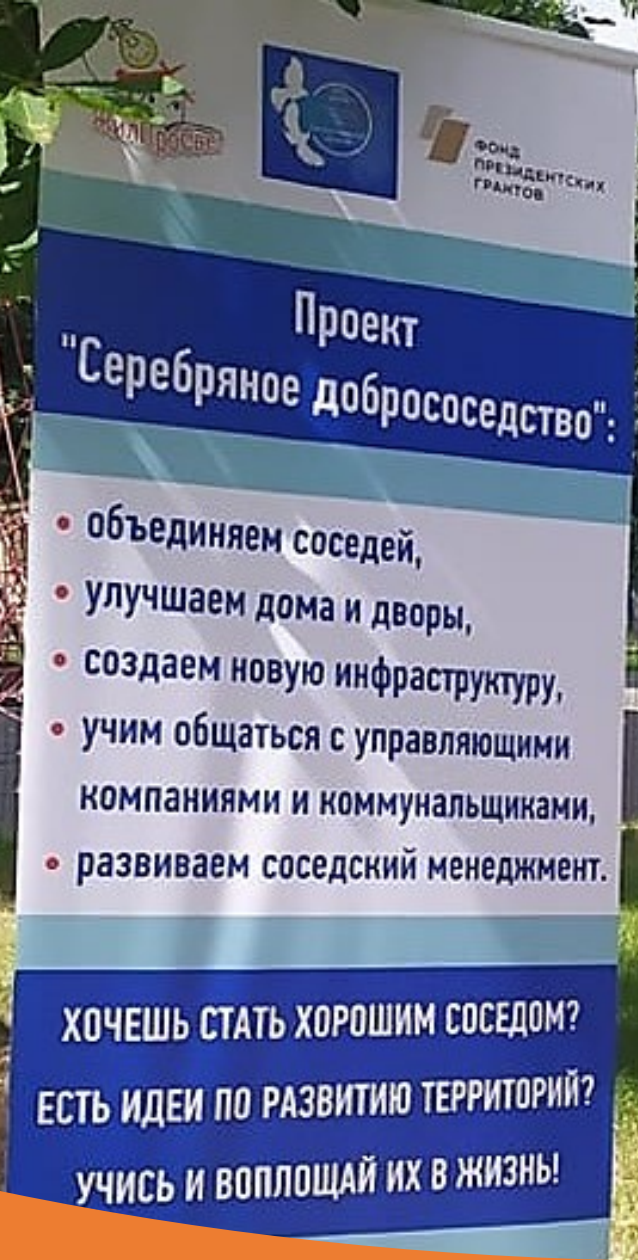 ЖилПросвет
ФОНД
ПРЕЗИДЕНТСКИХ
ГРАНТОВ
Проект
"Серебряное добрососедство":
• объединяем соседей,
• улучшаем дома и дворы,
• создаем новую инфраструктуру,
• учим общаться с управляющими
компаниями и коммунальщиками,
• развиваем соседский менеджмент.
ХОЧЕШЬ СТАТЬ ХОРОШИМ СОСЕДОМ?
ЕСТЬ ИДЕИ ПО РАЗВИТИЮ ТЕРРИТОРИЙ?
УЧИСЬ И ВОПЛОЩАЙ ИХ В ЖИЗНЬ!